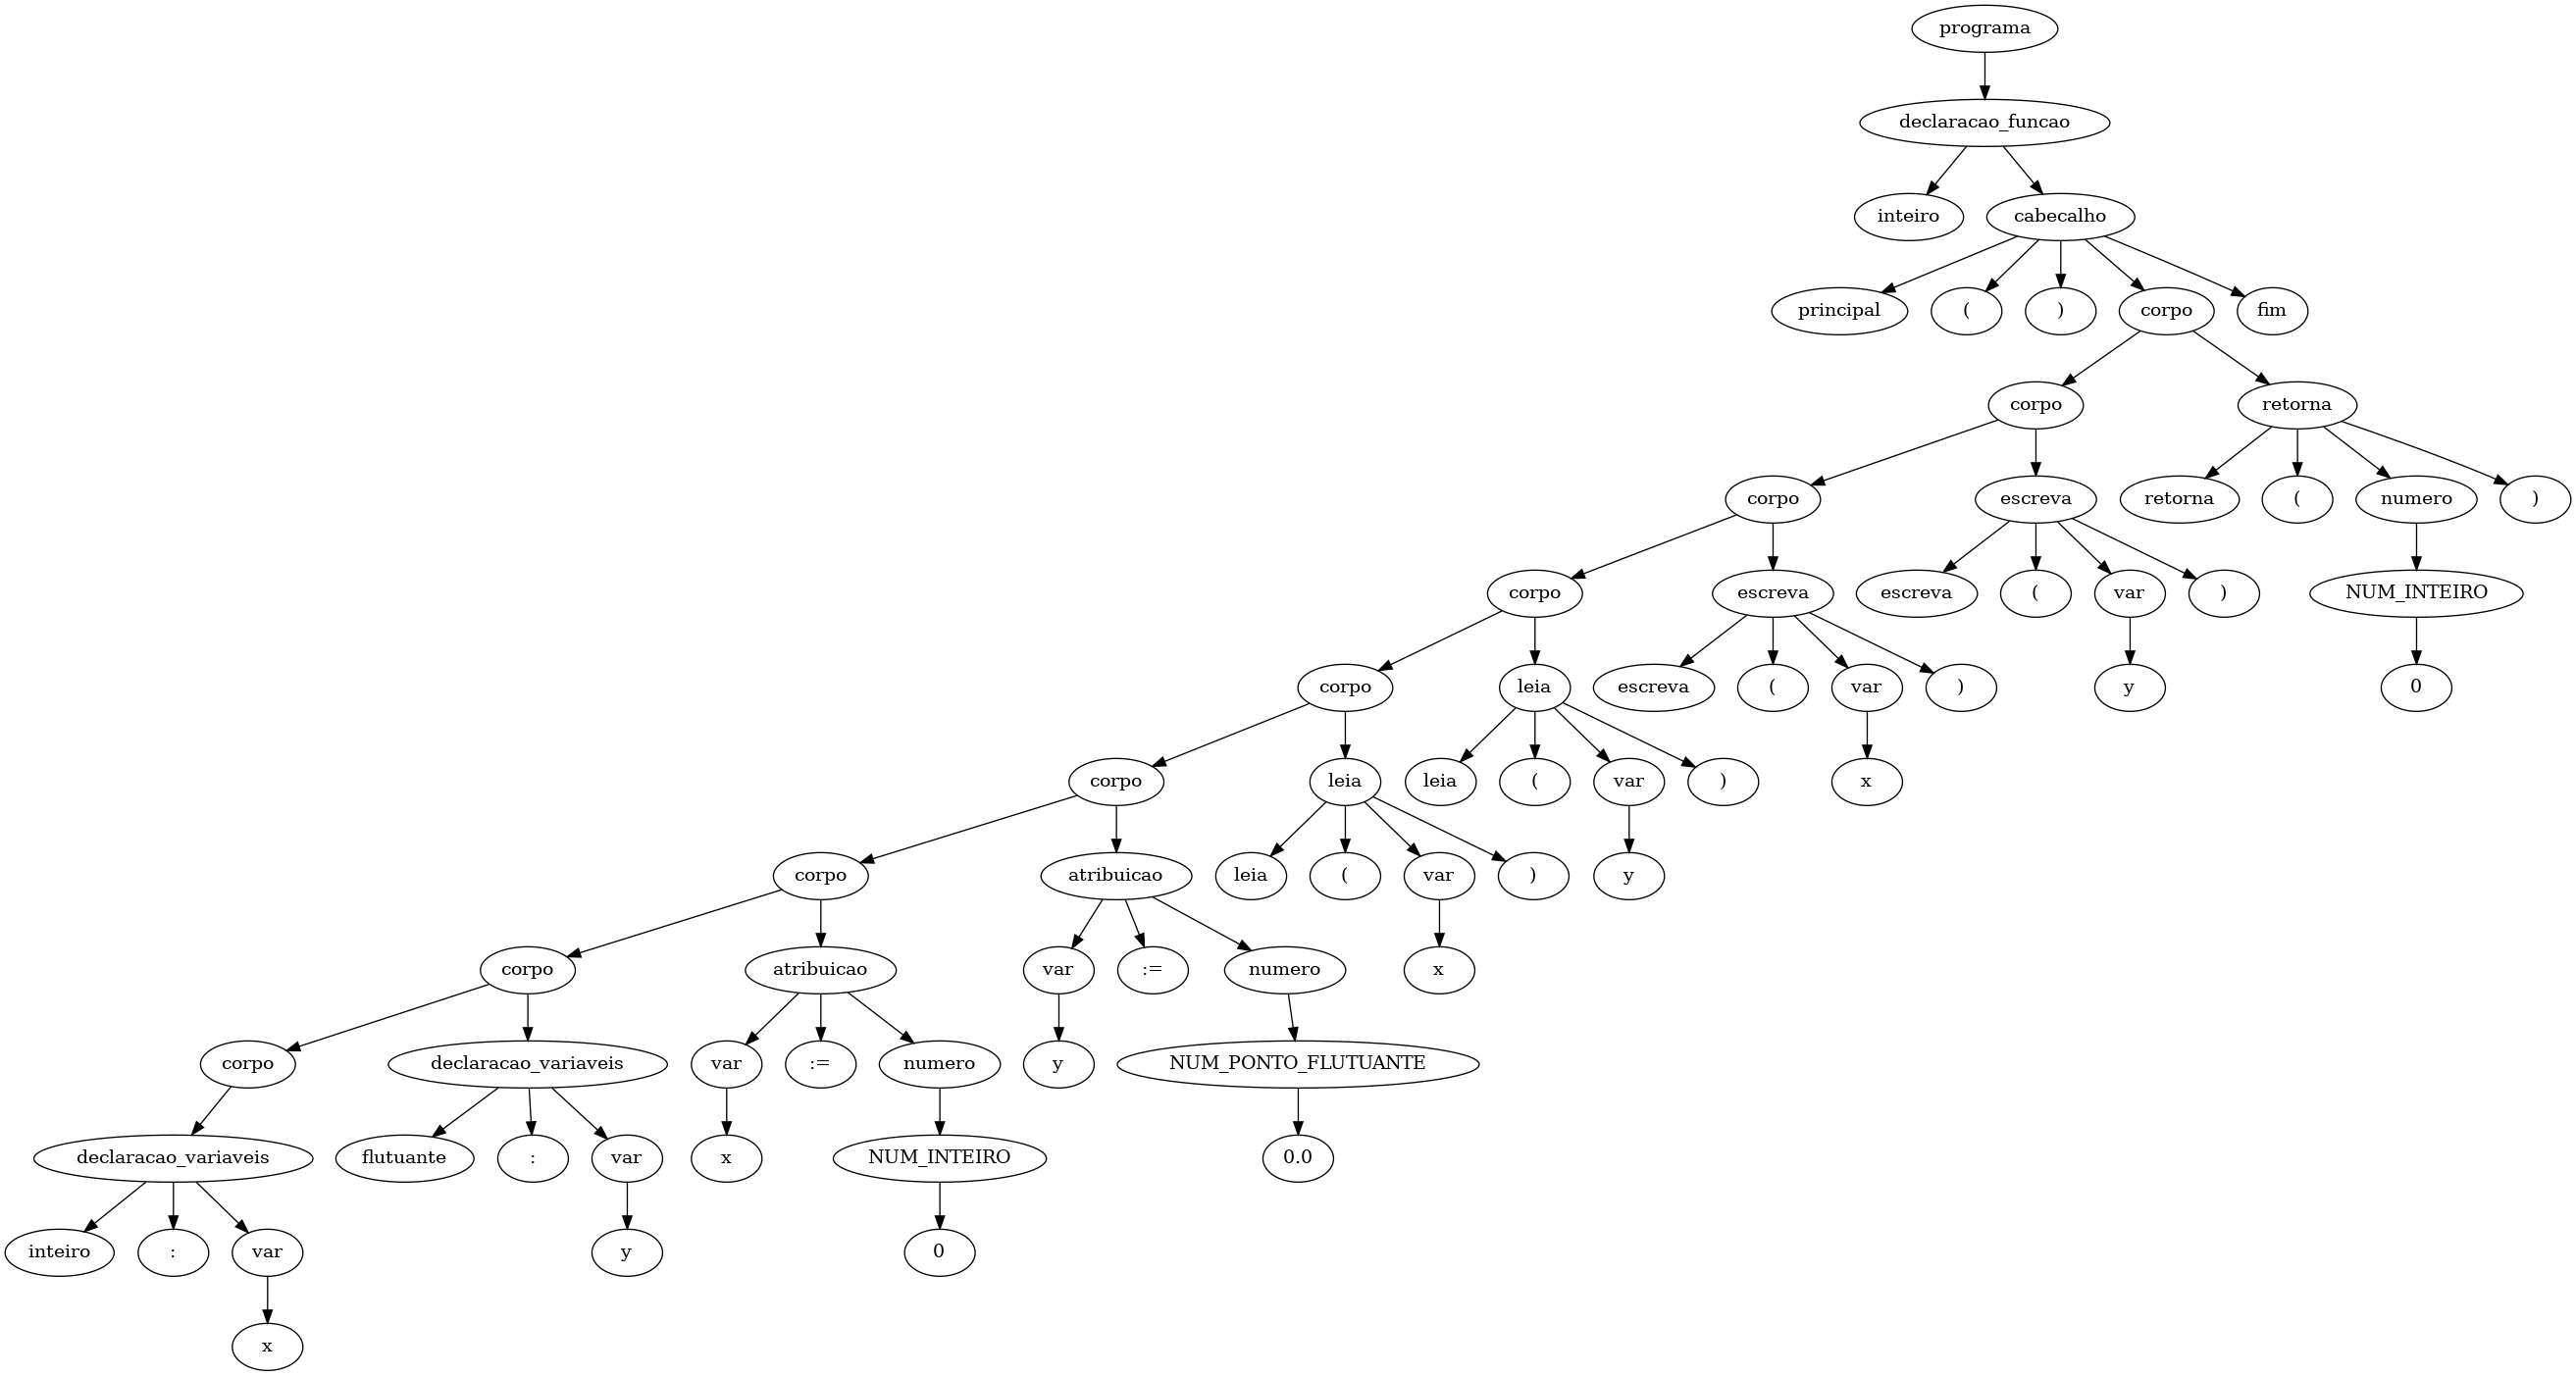 programa
declaracao_funcao
inteiro cabecalho
principal ( ) corpo fim
corpo retorna
corpo escreva retorna ( numero )
corpo escreva escreva ( var ) NUM_INTEIRO
corpo leia escreva ( var ) y 0
corpo leia leia ( var ) x
corpo atribuicao leia ( var ) y
corpo atribuicao var := numero x
corpo declaracao_variaveis var := numero y NUM_PONTO_FLUTUANTE
declaracao_variaveis flutuante : var x NUM_INTEIRO 0.0
inteiro : var y 0
x